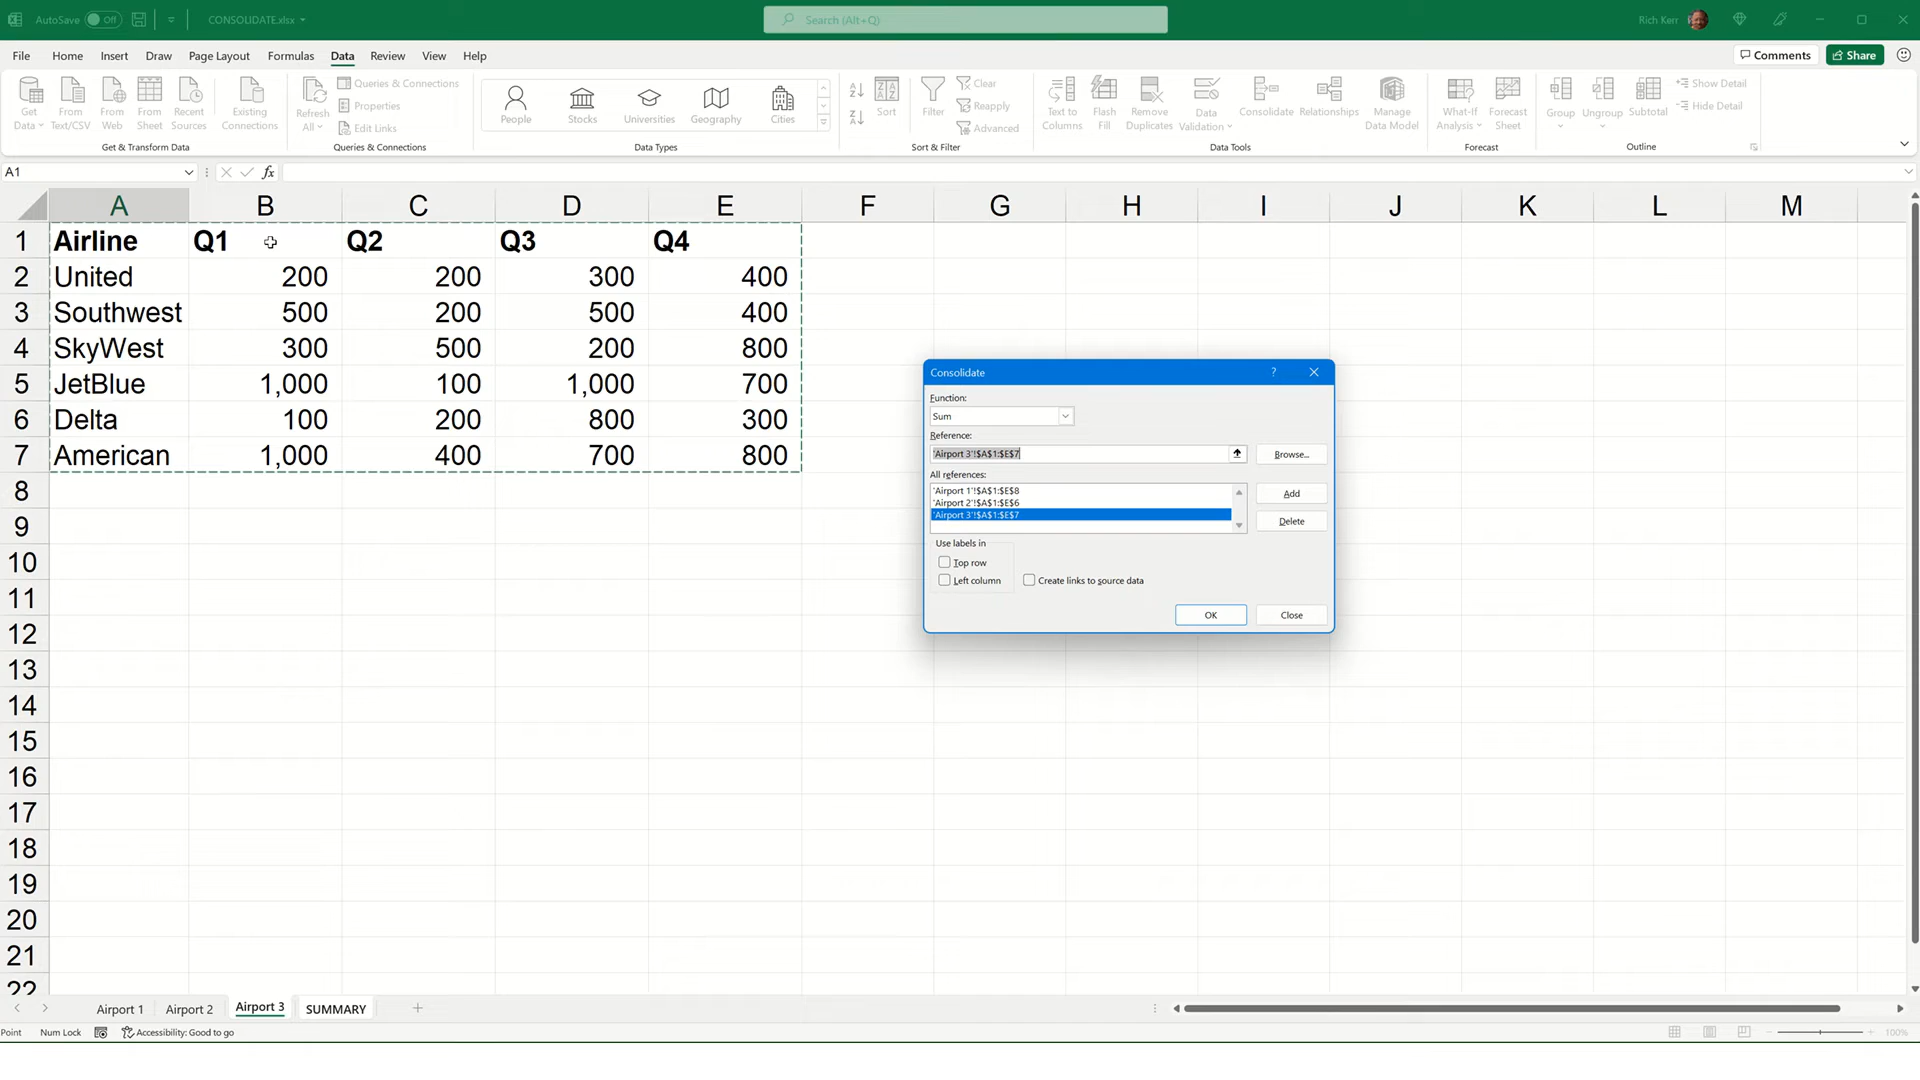 AutoSave Off CONSOLIDATE.xlsx Search (Alt+Q) Rich Kerr
File Home Insert Draw Page Layout Formulas Data Review View Help Comments Share
Get Data From Text/CSV From Web From Sheet Recent Sources Existing Connections
Get & Transform Data
Refresh All Queries & Connections Properties Edit Links
Queries & Connections
People Stocks Universities Geography Cities
Data Types
Sort Filter Clear Reapply Advanced
Sort & Filter
Text to Columns Flash Fill Remove Duplicates Data Validation Consolidate Relationships Manage Data Model
Data Tools
What-If Analysis Forecast Sheet
Forecast
Group Ungroup Subtotal Show Detail Hide Detail
Outline
A1 fx
A B C D E F G H I J K L M
1 Airline Q1 Q2 Q3 Q4
2 United 200 200 300 400
3 Southwest 500 200 500 400
4 SkyWest 300 500 200 800
5 JetBlue 1,000 100 1,000 700
6 Delta 100 200 800 300
7 American 1,000 400 700 800
8
9
10
11
12
13
14
15
16
17
18
19
20
21
22
Consolidate ?
Function:
Sum
Reference:
'Airport 3'!$A$1:$E$7 Browse...
All references:
'Airport 1'!$A$1:$E$8
'Airport 2'!$A$1:$E$6
'Airport 3'!$A$1:$E$7
Add
Delete
Use labels in
Top row
Left column Create links to source data
OK Close
Airport 1 Airport 2 Airport 3 SUMMARY
Point Num Lock Accessibility: Good to go 100%